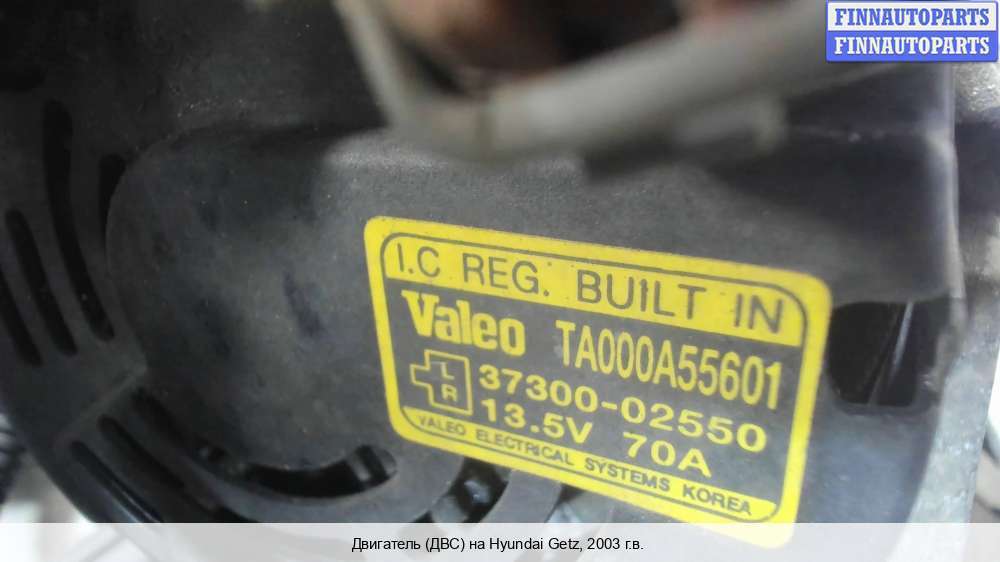 FINNAUTOPARTS
FINNAUTOPARTS
I.C REG. BUILT IN
Valeo TA000A55601
L
R
37300-02550
13.5V 70A
VALEO ELECTRICAL SYSTEMS KOREA
Двигатель (ДВС) на Hyundai Getz, 2003 г.в.